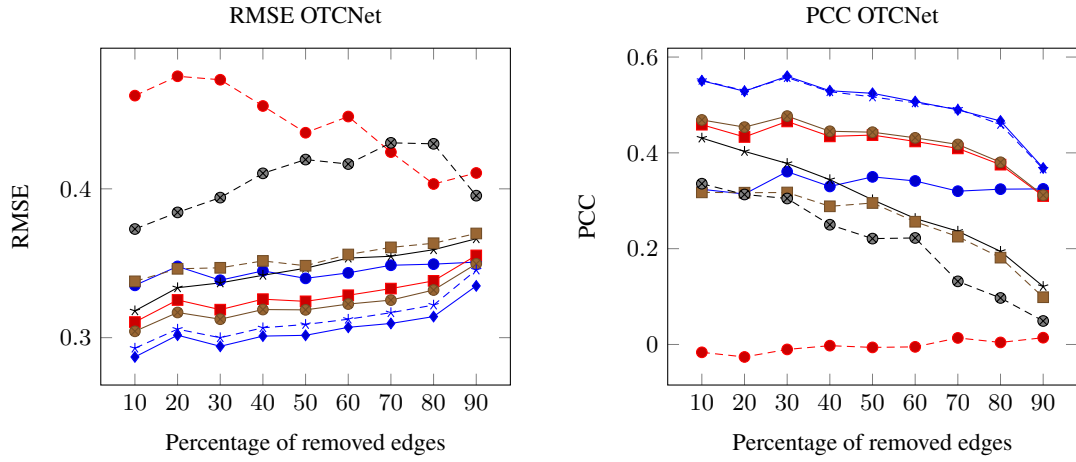 RMSE OTCNet
0.4
0.3
RMSE
10 20 30 40 50 60 70 80 90
Percentage of removed edges
PCC OTCNet
0.6
0.4
0.2
0
PCC
10 20 30 40 50 60 70 80 90
Percentage of removed edges